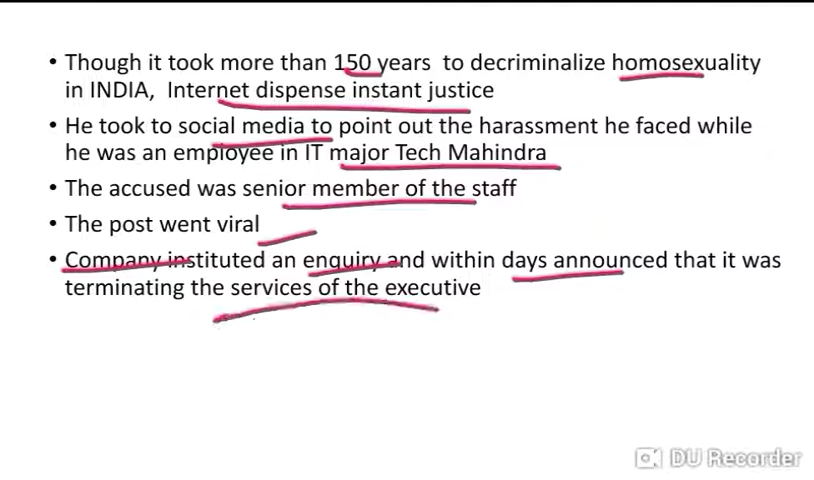 • Though it took more than 150 years to decriminalize homosexuality
in INDIA, Internet dispense instant justice
• He took to social media to point out the harassment he faced while
he was an employee in IT major Tech Mahindra
• The accused was senior member of the staff
• The post went viral
• Company instituted an enquiry and within days announced that it was
terminating the services of the executive
DU Recorder